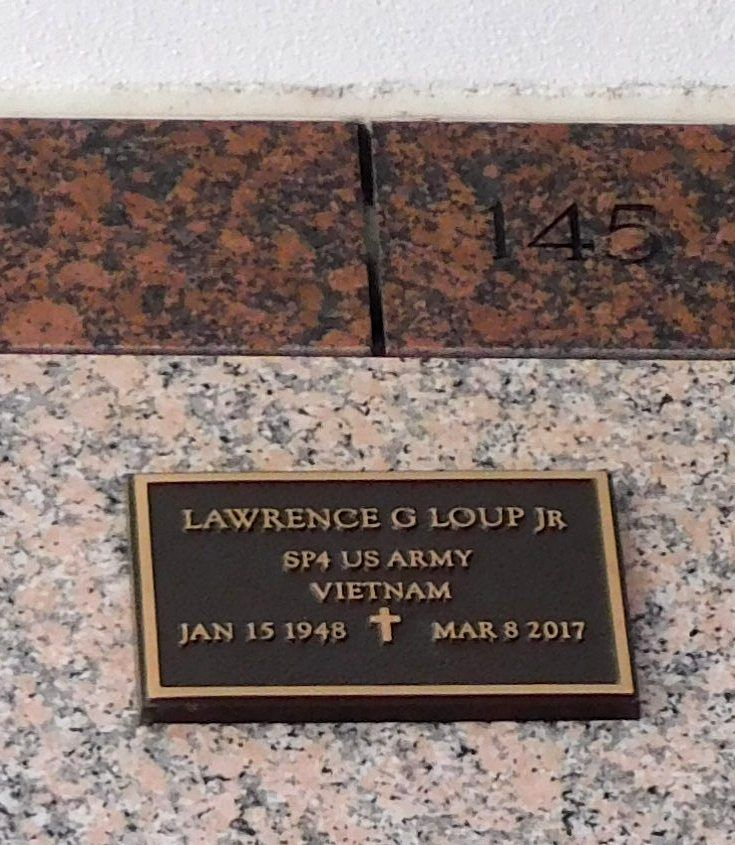 145
LAWRENCE G LOUP JR
SP4 US ARMY
VIETNAM
JAN 15 1948 MAR 8 2017